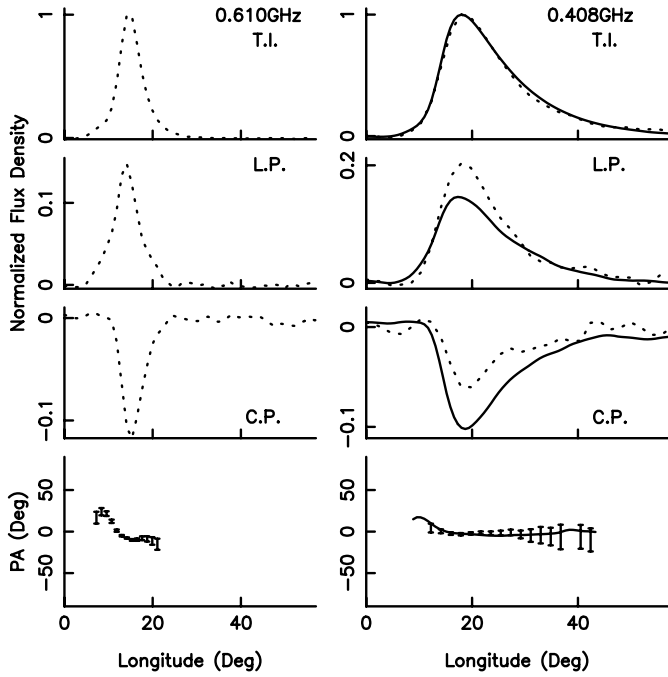 0.610GHz
T.I.
1
0
0.408GHz
T.I.
1
0
Normalized Flux Density
L.P.
0.1
0
L.P.
0.2
0
C.P.
0
-0.1
C.P.
0
-0.1
PA (Deg)
50
0
-50
50
0
-50
0 20 40
0 20 40
Longitude (Deg)
Longitude (Deg)